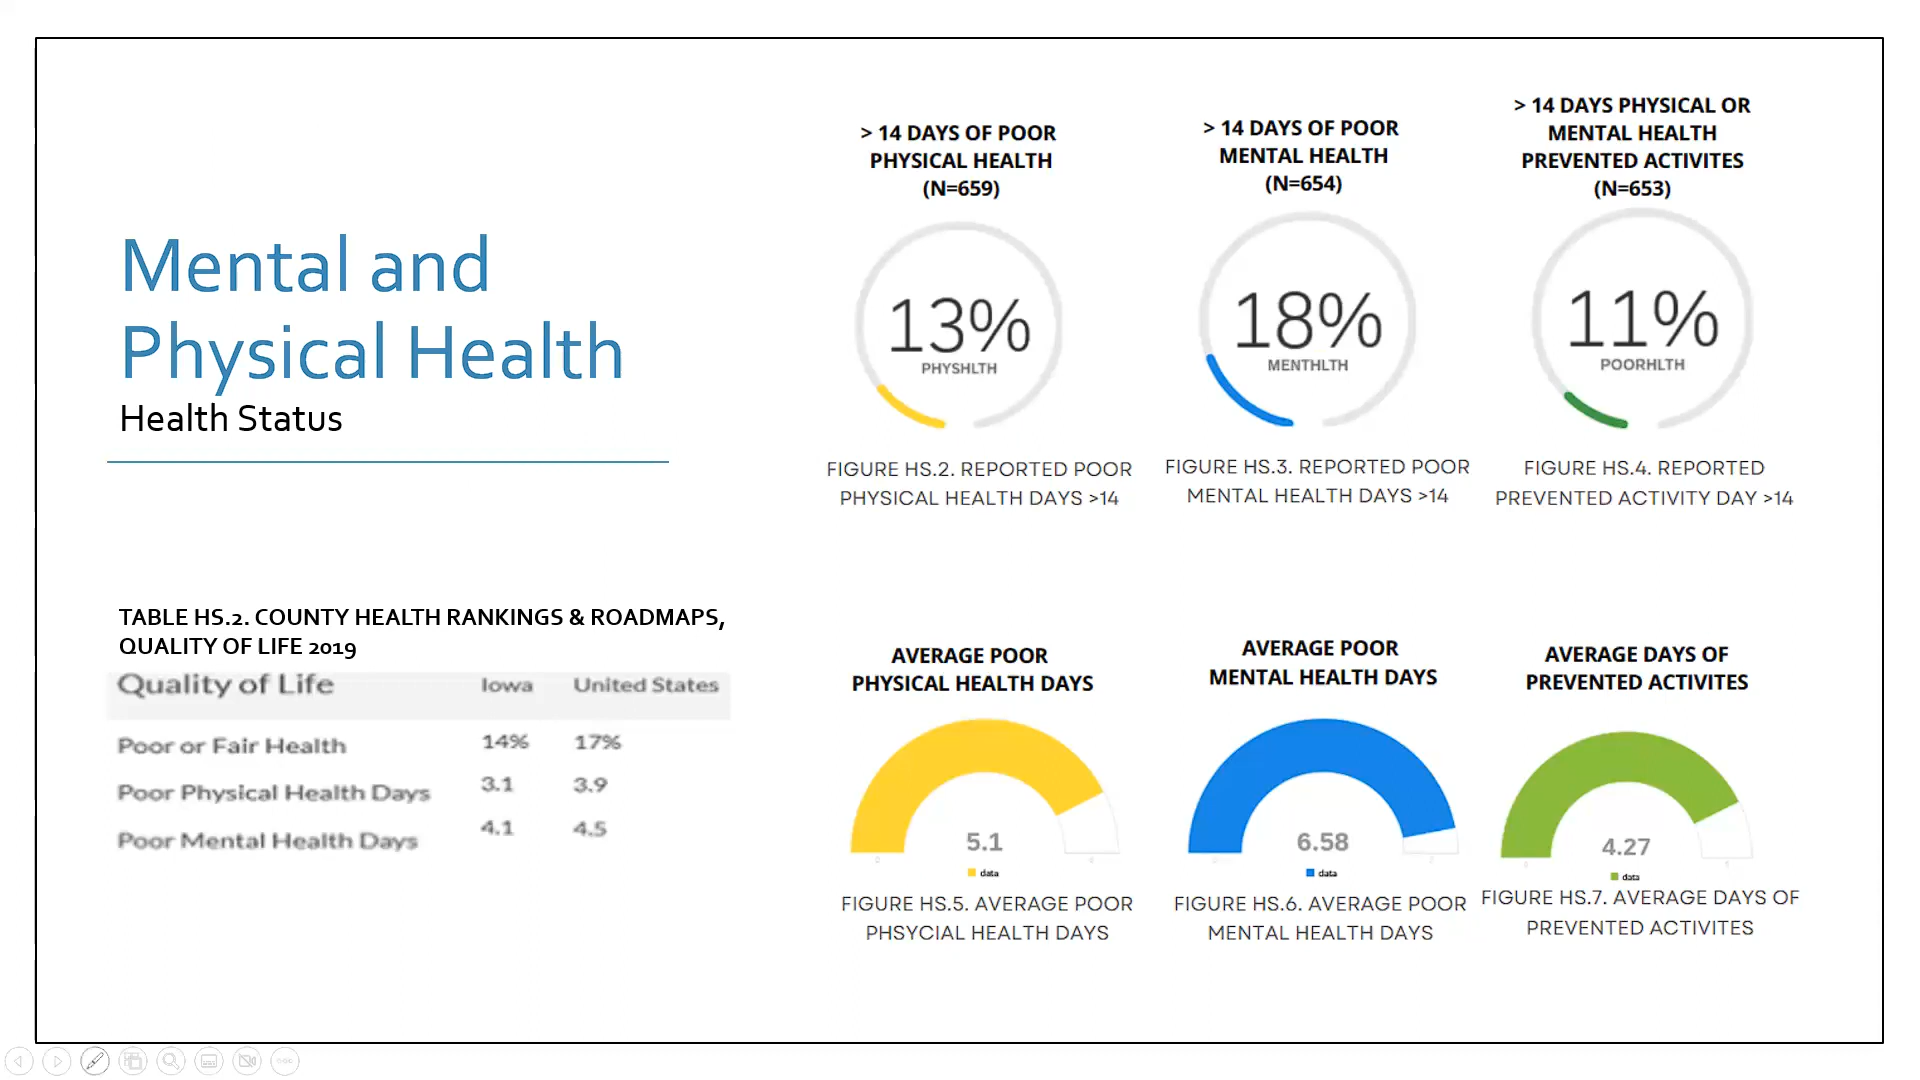 Mental and
Physical Health
Health Status
TABLE HS.2. COUNTY HEALTH RANKINGS & ROADMAPS,
QUALITY OF LIFE 2019
Quality of Life Iowa United States
Poor or Fair Health 14% 17%
Poor Physical Health Days 3.1 3.9
Poor Mental Health Days 4.1 4.5
> 14 DAYS OF POOR
PHYSICAL HEALTH
(N=659)
13%
PHYSHLTH
FIGURE HS.2. REPORTED POOR
PHYSICAL HEALTH DAYS >14
> 14 DAYS OF POOR
MENTAL HEALTH
(N=654)
18%
MENTHLTH
FIGURE HS.3. REPORTED POOR
MENTAL HEALTH DAYS >14
> 14 DAYS PHYSICAL OR
MENTAL HEALTH
PREVENTED ACTIVITES
(N=653)
11%
POORHLTH
FIGURE HS.4. REPORTED
PREVENTED ACTIVITY DAY >14
AVERAGE POOR
PHYSICAL HEALTH DAYS
5.1
data
FIGURE HS.5. AVERAGE POOR
PHSYCIAL HEALTH DAYS
AVERAGE POOR
MENTAL HEALTH DAYS
6.58
data
FIGURE HS.6. AVERAGE POOR
MENTAL HEALTH DAYS
AVERAGE DAYS OF
PREVENTED ACTIVITES
4.27
data
FIGURE HS.7. AVERAGE DAYS OF
PREVENTED ACTIVITES